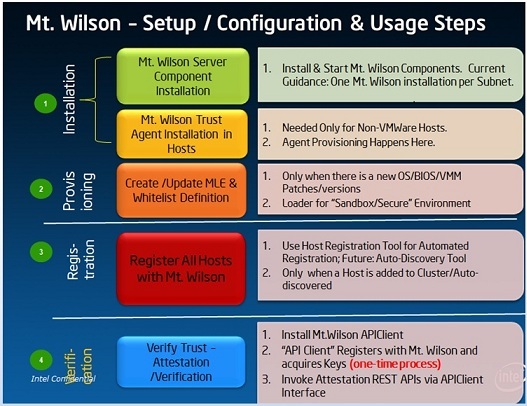 Mt. Wilson – Setup / Configuration & Usage Steps
1
Installation
Mt. Wilson Server
Component
Installation
1. Install & Start Mt. Wilson Components. Current
Guidance: One Mt. Wilson installation per Subnet.
Mt. Wilson Trust
Agent Installation in
Hosts
1. Needed Only for Non-VMWare Hosts.
2. Agent Provisioning Happens Here.
2
Provis
ioning
Create /Update MLE &
Whitelist Definition
1. Only when there is a new OS/BIOS/VMM
Patches/versions
2. Loader for “Sandbox/Secure” Environment
3
Regis-
tration
Register All Hosts
with Mt. Wilson
1. Use Host Registration Tool for Automated
Registration; Future: Auto-Discovery Tool
2. Only when a Host is added to Cluster/Auto-
discovered
4
Verifi-
cation
Verify Trust –
Attestation
/Verification
1. Install Mt.Wilson APIClient
2. “API Client” Registers with Mt. Wilson and
acquires Keys (one-time process)
3. Invoke Attestation REST APIs via APIClient
Interface
Intel Confidential
intel